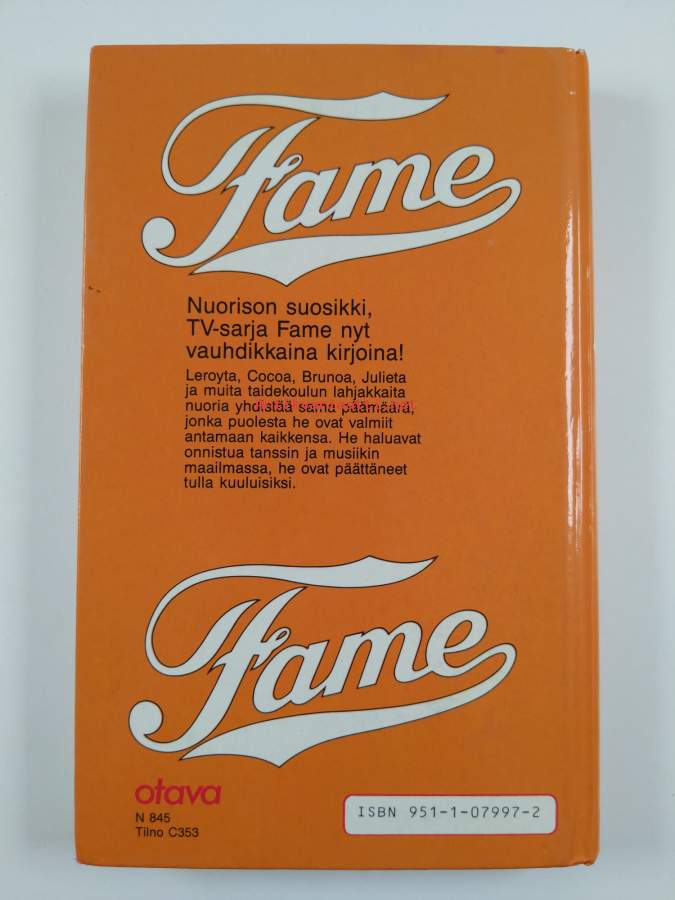 Fame
Nuorison suosikki,
TV-sarja Fame nyt
vauhdikkaina kirjoina!
Leroyta, Cocoa, Brunoa, Julieta
ja muita taidekoulun lahjakkaita
nuoria yhdistää sama päämäärä,
jonka puolesta he ovat valmiit
antamaan kaikkensa. He haluavat
onnistua tanssin ja musiikin
maailmassa, he ovat päättäneet
tulla kuuluisiksi.
Fame
otava
N 845
Tilno C353
ISBN 951-1-07997-2